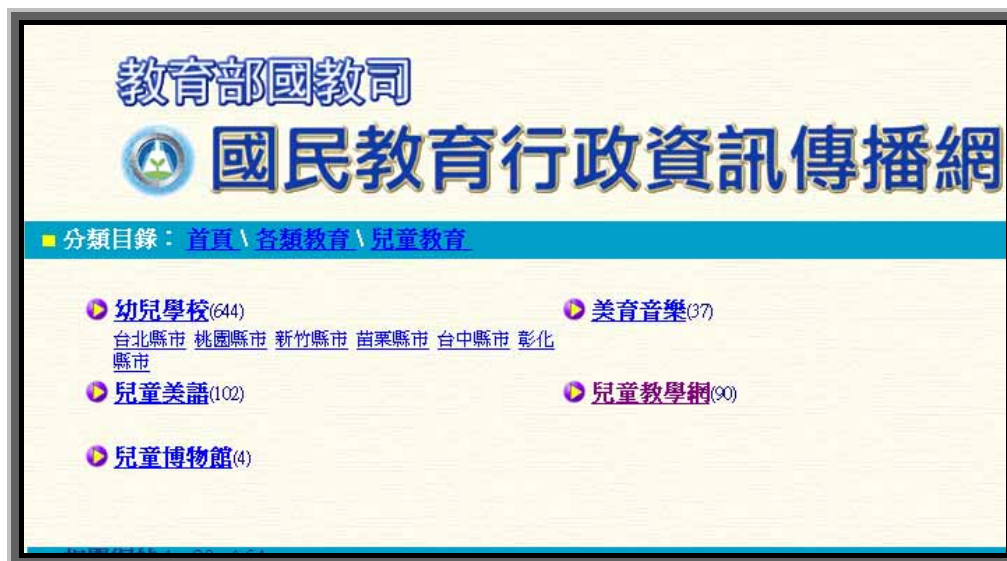 教育部國教司
國民教育行政資訊傳播網
分類目錄： 首頁 \ 各類教育 \ 兒童教育
幼兒學校(644)
美育音樂(37)
台北縣市 桃園縣市 新竹縣市 苗栗縣市 台中縣市 彰化
縣市
兒童美語(102)
兒童教學網(90)
兒童博物館(4)